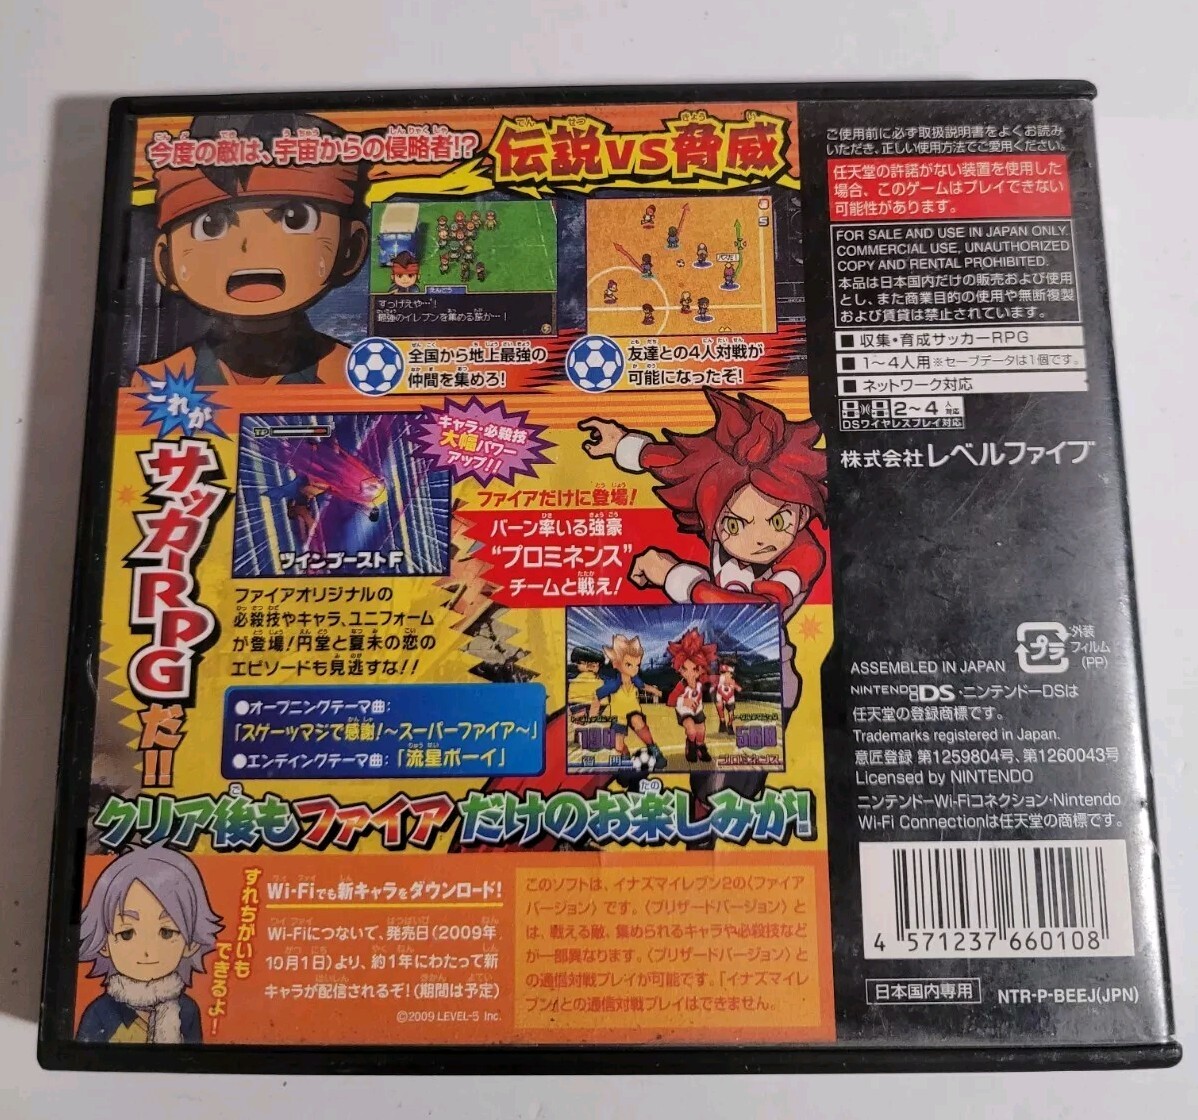 今度の敵は、宇宙からの侵略者!?
伝説vs脅威
すっげえや…!
最強のイレブンを集める旅か…!
全国から地上最強の
仲間を集めろ!
友達との4人対戦が
可能になったぞ!
これが
サッカーRPGだ!!
キャラ・必殺技
大幅パワー
アップ!!
TP
ツインブーストF
ファイアだけに登場!
バーン率いる強豪
"プロミネンス"
チームと戦え!
ファイアオリジナルの
必殺技やキャラ、ユニフォーム
が登場!円堂と夏未の恋の
エピソードも見逃すな!!
●オープニングテーマ曲:
「スゲーッマジで感謝!~スーパーファイア~」
●エンディングテーマ曲:「流星ボーイ」
プロミネンス
クリア後もファイアだけのお楽しみが!
すれちがいも
できるよ!
Wi-Fiでも新キャラをダウンロード!
Wi-Fiにつないで、発売日(2009年
10月1日)より、約1年にわたって新
キャラが配信されるぞ!(期間は予定)
©2009 LEVEL-5 Inc.
このソフトは、イナズマイレブン2の〈ファイア
バージョン〉です。〈ブリザードバージョン〉と
は、戦える敵、集められるキャラや必殺技など
が一部異なります。〈ブリザードバージョン〉と
の通信対戦プレイが可能です。「イナズマイレ
ブン」との通信対戦プレイはできません。
ご使用前に必ず取扱説明書をよくお読み
いただき、正しい使用方法でご愛用ください。
任天堂の許諾がない装置を使用した
場合、このゲームはプレイできない
可能性があります。
FOR SALE AND USE IN JAPAN ONLY.
COMMERCIAL USE, UNAUTHORIZED
COPY AND RENTAL PROHIBITED.
本品は日本国内だけの販売および使用
とし、また商業目的の使用や無断複製
および賃貸は禁止されています。
■ 収集・育成サッカーRPG
■ 1～4人用 ※セーブデータは1個です。
■ ネットワーク対応
2～4人対応
DSワイヤレスプレイ対応
株式会社レベルファイブ
プラ
外装
フィルム
(PP)
ASSEMBLED IN JAPAN
NINTENDO DS・ニンテンドーDSは
任天堂の登録商標です。
Trademarks registered in Japan.
意匠登録 第1259804号、第1260043号
Licensed by NINTENDO
ニンテンドーWi-Fiコネクション・Nintendo
Wi-Fi Connectionは任天堂の商標です。
4 571237 660108
日本国内専用
NTR-P-BEEJ(JPN)